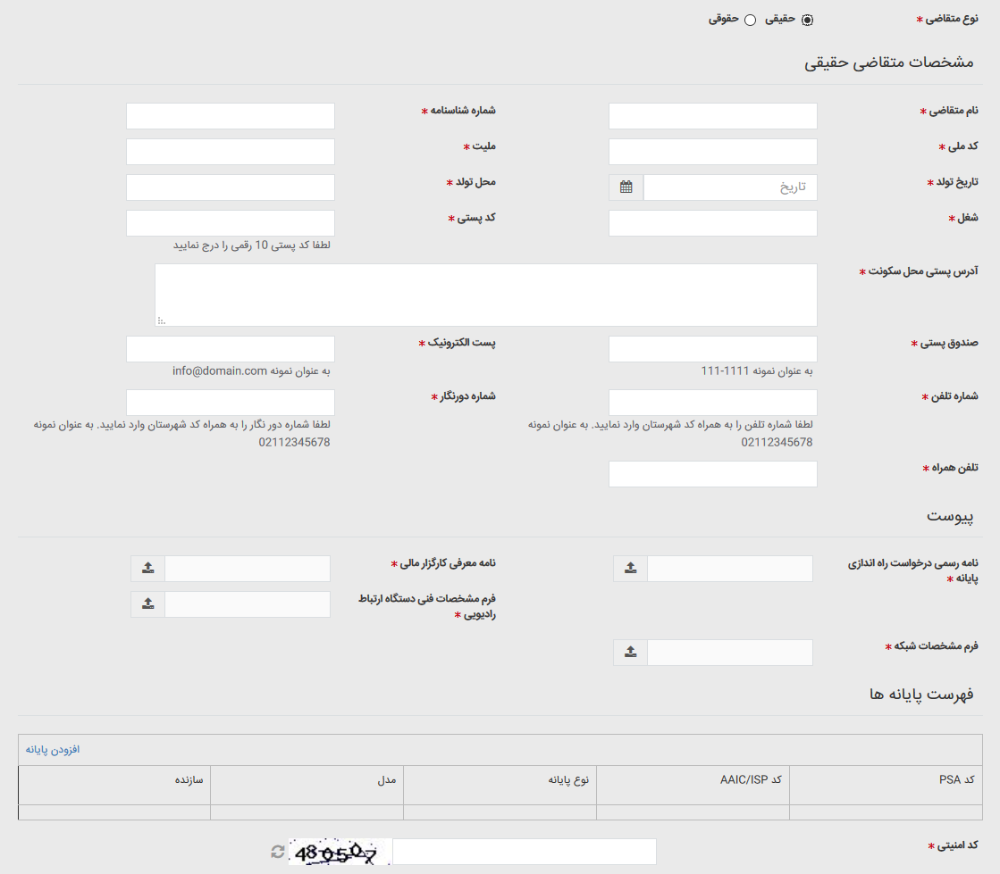 نوع متقاضی * حقیقی حقوقی
مشخصات متقاضی حقیقی
نام متقاضی * شماره شناسنامه *
کد ملی * ملیت *
تاریخ تولد * تاریخ محل تولد *
شغل * کد پستی *
لطفا کد پستی 10 رقمی را درج نمایید
آدرس پستی محل سکونت *
صندوق پستی * پست الکترونیک *
به عنوان نمونه 1111-111 به عنوان نمونه info@domain.com
شماره تلفن * شماره دورنگار *
لطفا شماره تلفن را به همراه کد شهرستان وارد نمایید. به عنوان نمونه
02112345678
لطفا شماره دور نگار را به همراه کد شهرستان وارد نمایید. به عنوان نمونه
02112345678
تلفن همراه *
پیوست
نامه رسمی درخواست راه اندازی
پایانه *
نامه معرفی کارگزار مالی *
فرم مشخصات فنی دستگاه ارتباط
رادیویی *
فرم مشخصات شبکه *
فهرست پایانه ها
افزودن پایانه
کد PSA کد AAIC/ISP نوع پایانه مدل سازنده
کد امنیتی * 480507